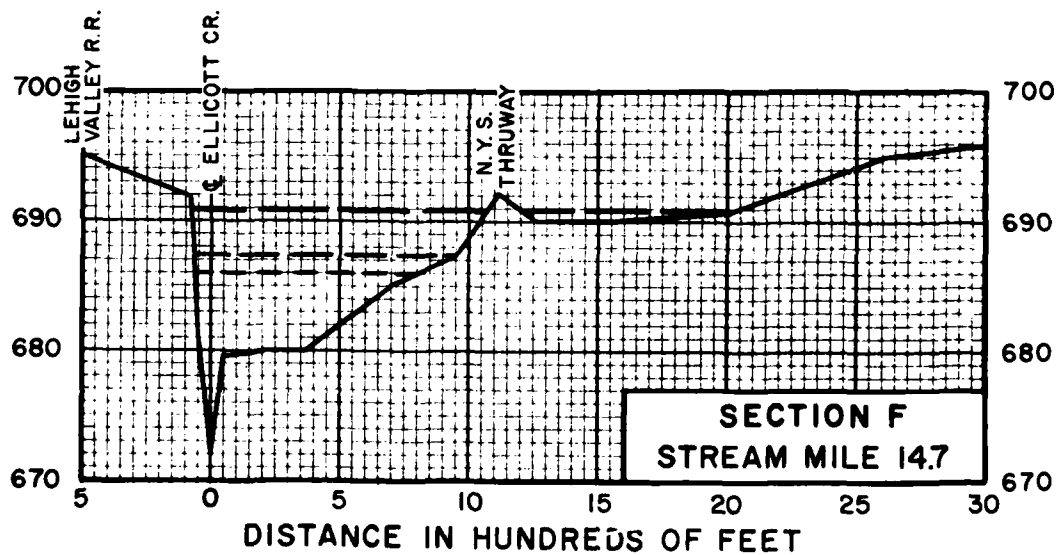 LEHIGH
VALLEY R.R.
℄ ELLICOTT CR.
N.Y.S.
THRUWAY
700
690
680
670
700
690
680
670
5 0 5 10 15 20 25 30
SECTION F
STREAM MILE 14.7
DISTANCE IN HUNDREDS OF FEET